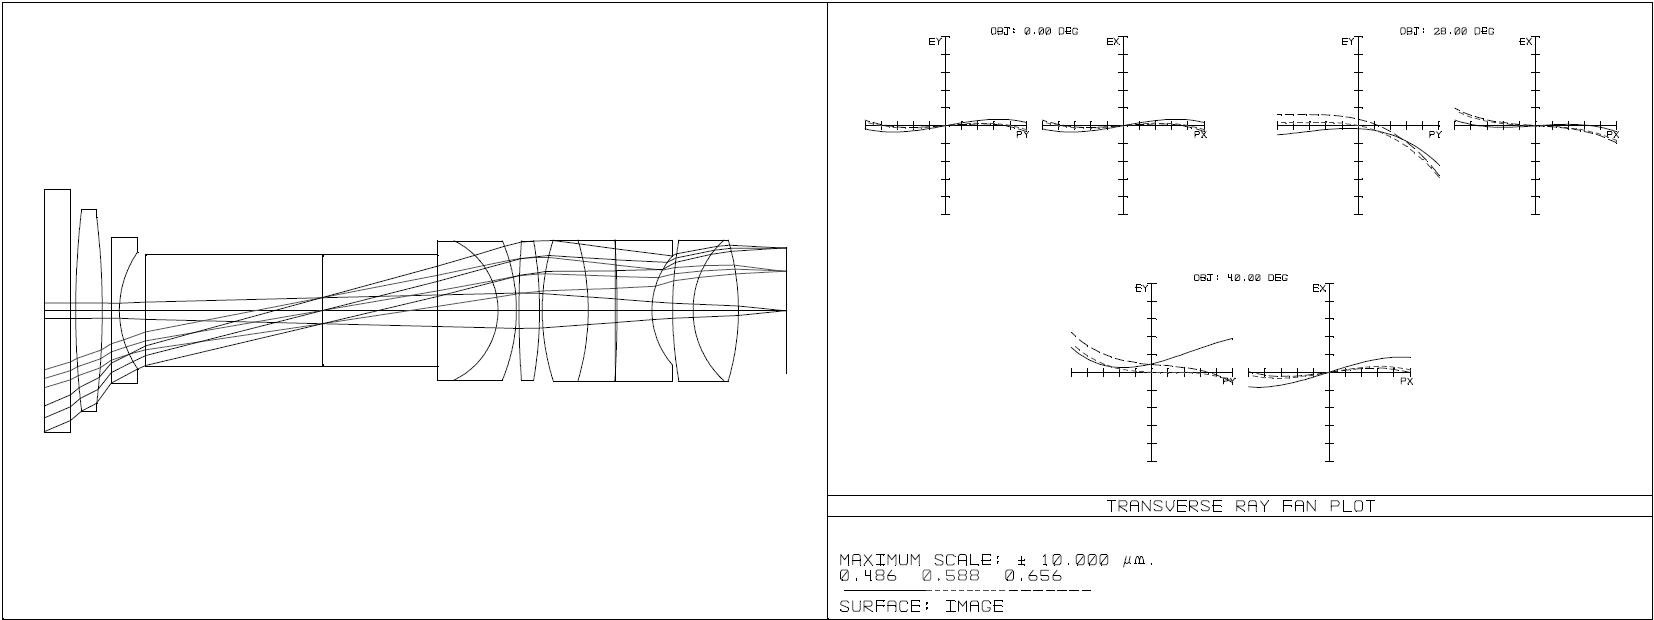 OBJ: 0.00 DEG
EY
EX
PY
PX
OBJ: 28.00 DEG
EY
EX
PY
PX
OBJ: 40.00 DEG
EY
EX
PY
PX
TRANSVERSE RAY FAN PLOT
MAXIMUM SCALE: ± 10.000 µm.
0.486 0.588 0.656
SURFACE: IMAGE